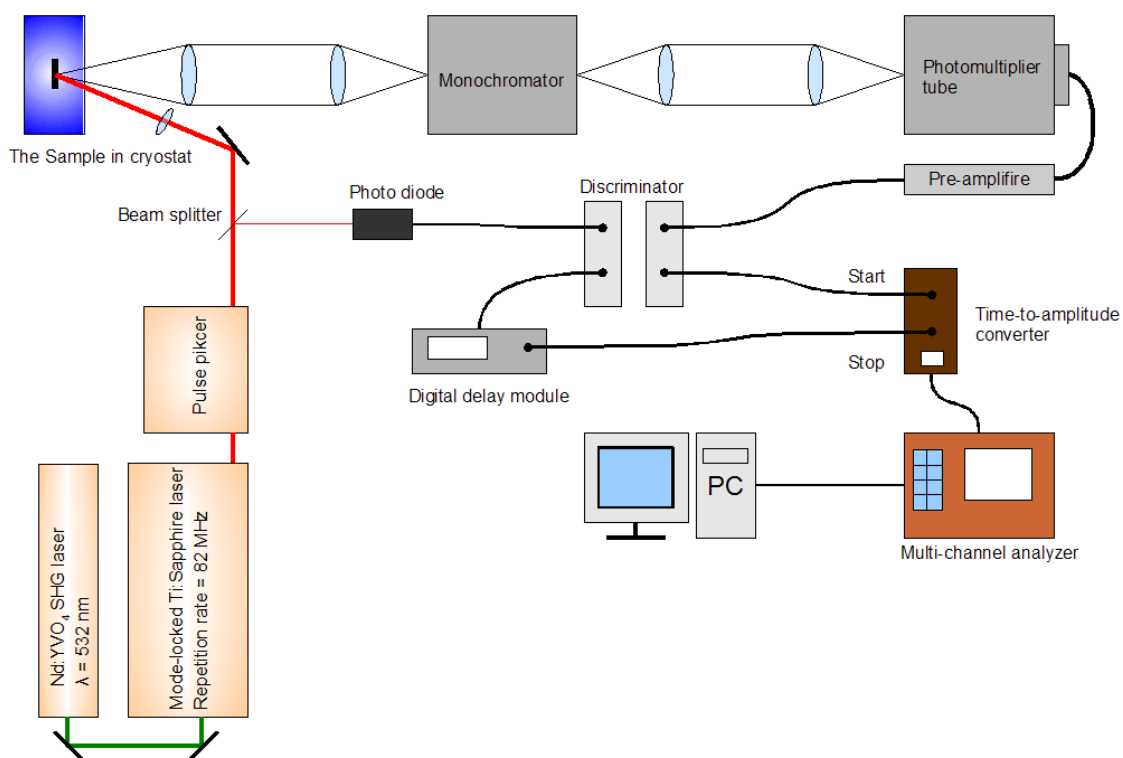 Monochromator
Photomultiplier
tube
The Sample in cryostat
Pre-amplifire
Photo diode
Discriminator
Beam splitter
Start
Time-to-amplitude
converter
Stop
Pulse pikcer
Digital delay module
PC
Multi-channel analyzer
Nd:YVO4 SHG laser
λ = 532 nm
Mode-locked Ti:Sapphire laser
Repetition rate = 82 MHz